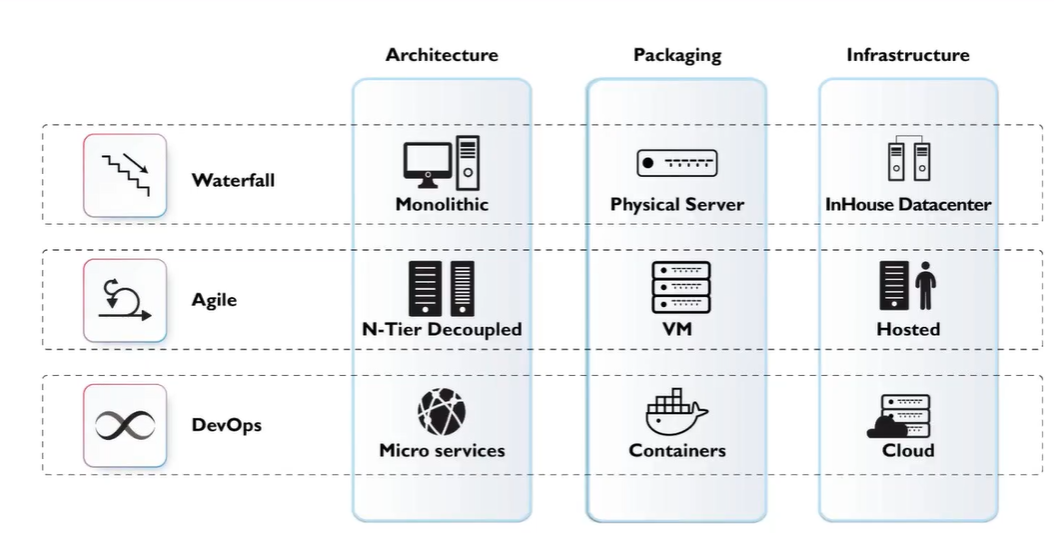 Architecture
Packaging
Infrastructure
Waterfall
Monolithic
Physical Server
InHouse Datacenter
Agile
N-Tier Decoupled
VM
Hosted
DevOps
Micro services
Containers
Cloud